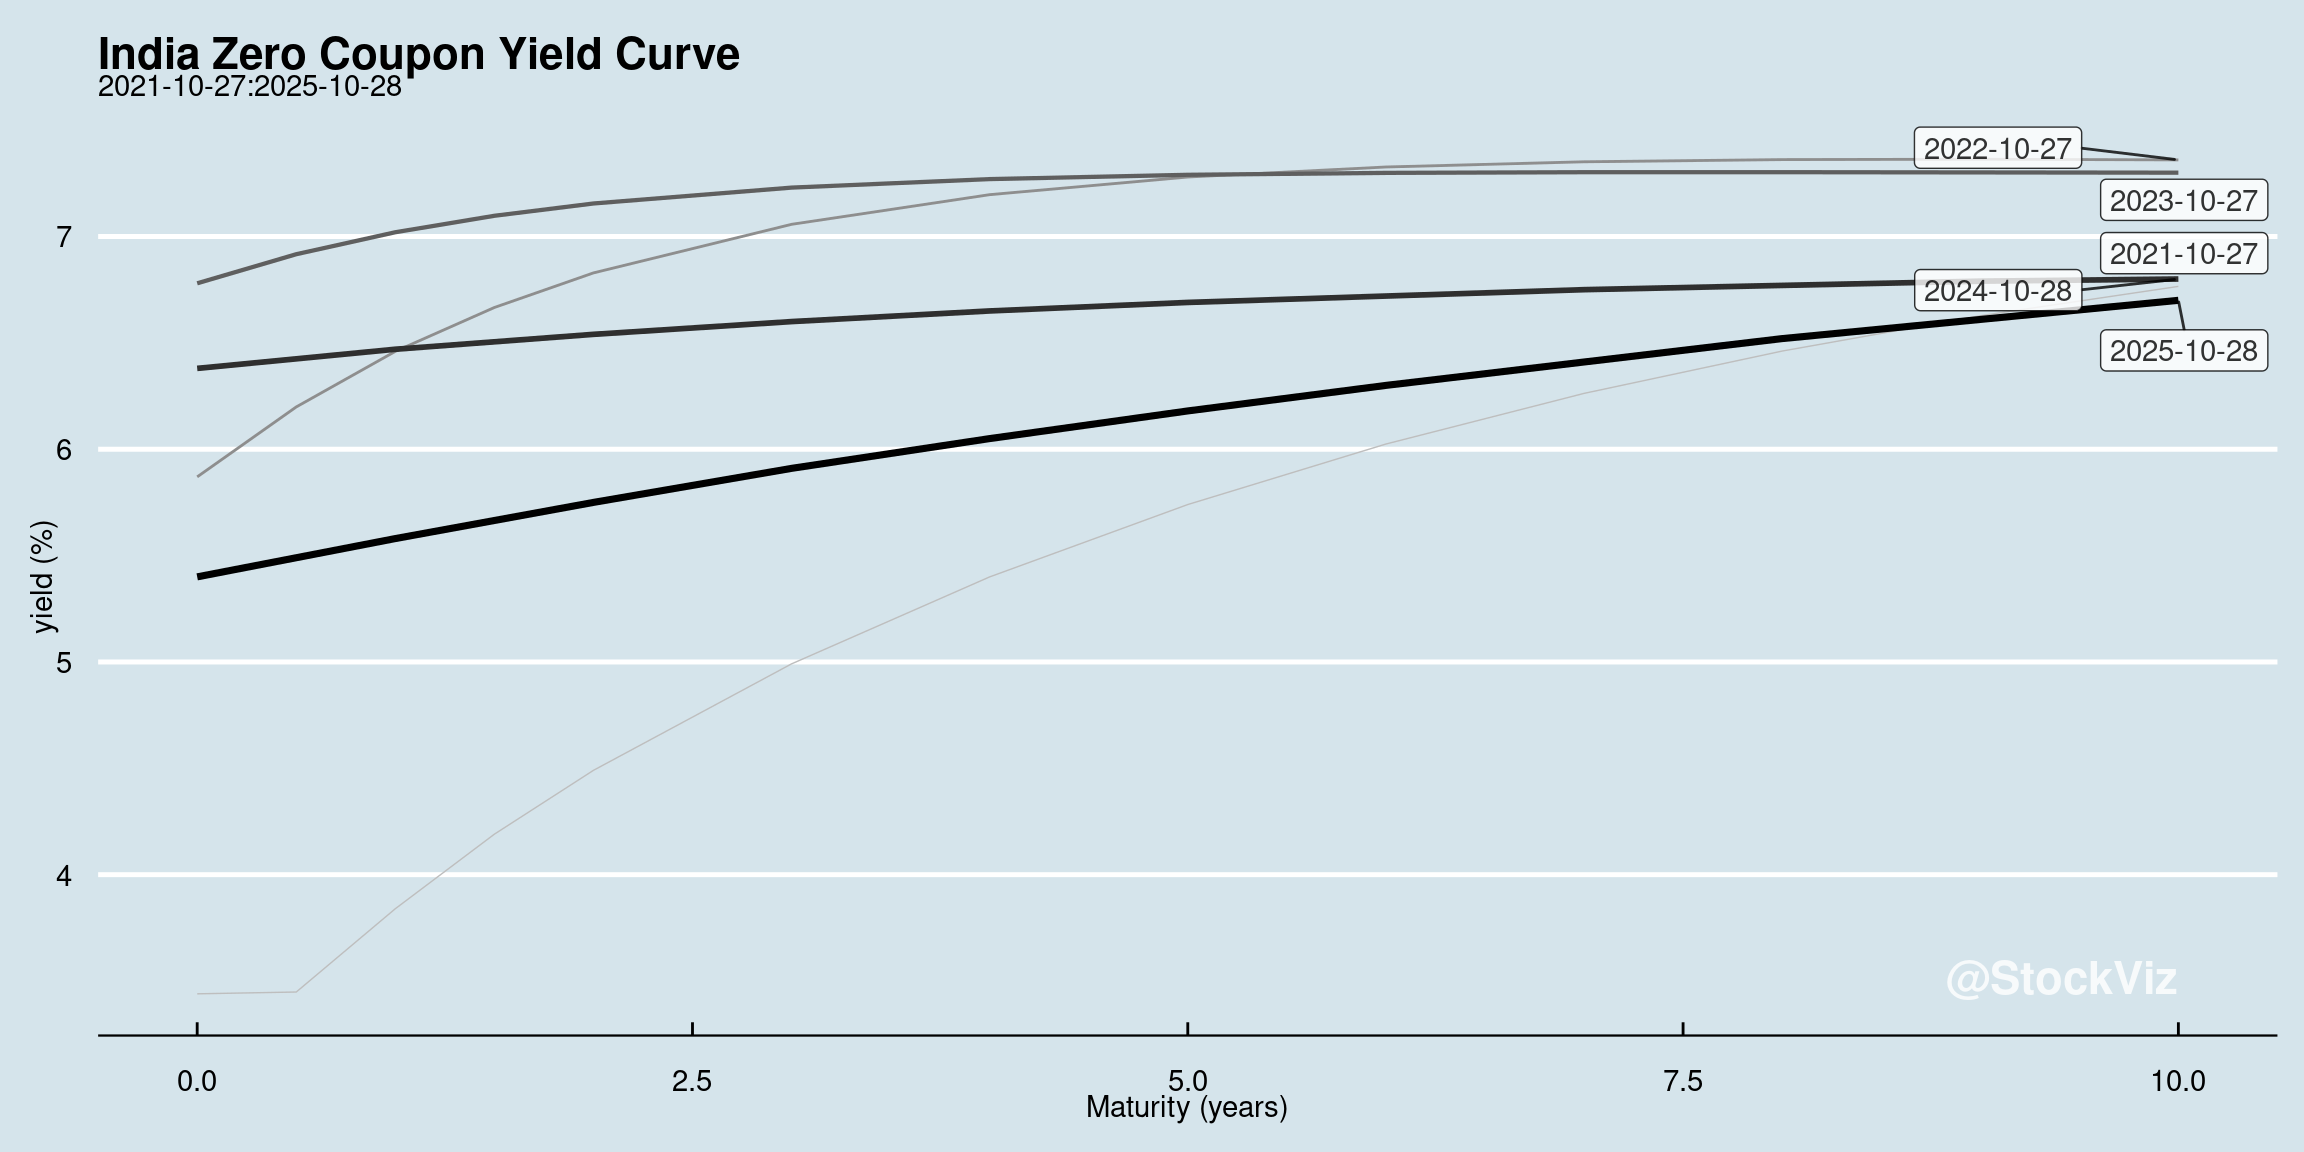 India Zero Coupon Yield Curve
2021-10-27:2025-10-28
2022-10-27
2023-10-27
7
2021-10-27
2024-10-28
2025-10-28
6
yield (%)
5
4
@StockViz
0.0 2.5 5.0 7.5 10.0
Maturity (years)